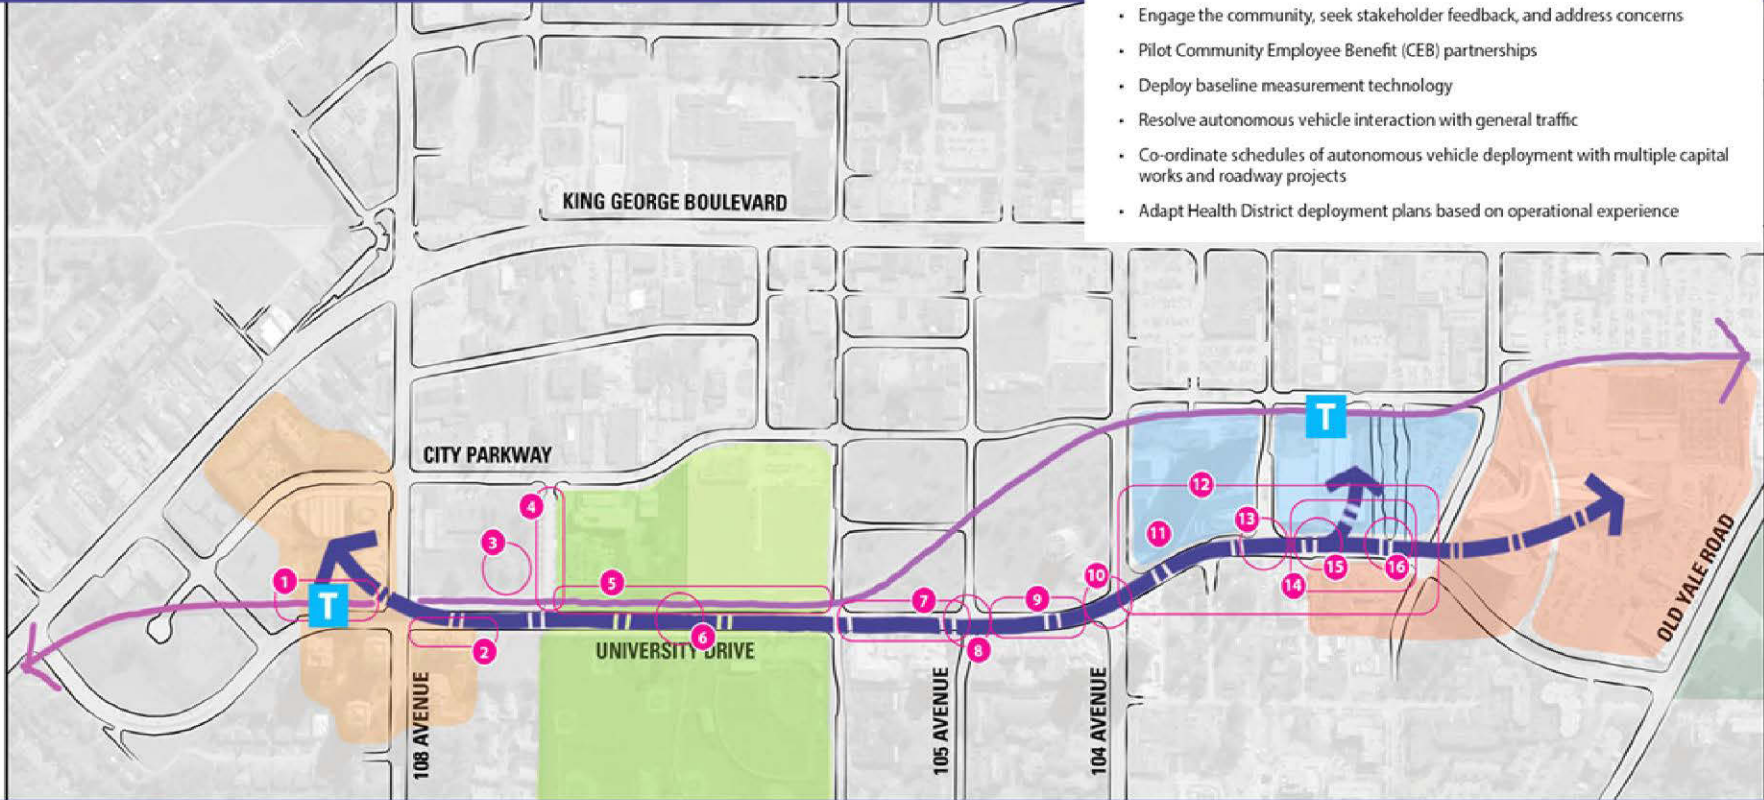 • Engage the community, seek stakeholder feedback, and address concerns
• Pilot Community Employee Benefit (CEB) partnerships
• Deploy baseline measurement technology
• Resolve autonomous vehicle interaction with general traffic
• Co-ordinate schedules of autonomous vehicle deployment with multiple capital
works and roadway projects
• Adapt Health District deployment plans based on operational experience
KING GEORGE BOULEVARD
T
CITY PARKWAY
12
4
11
13
3
16
15
14
1
T
5
10
7
9
6
2
8
UNIVERSITY DRIVE
OLD YALE ROAD
108 AVENUE
105 AVENUE
104 AVENUE